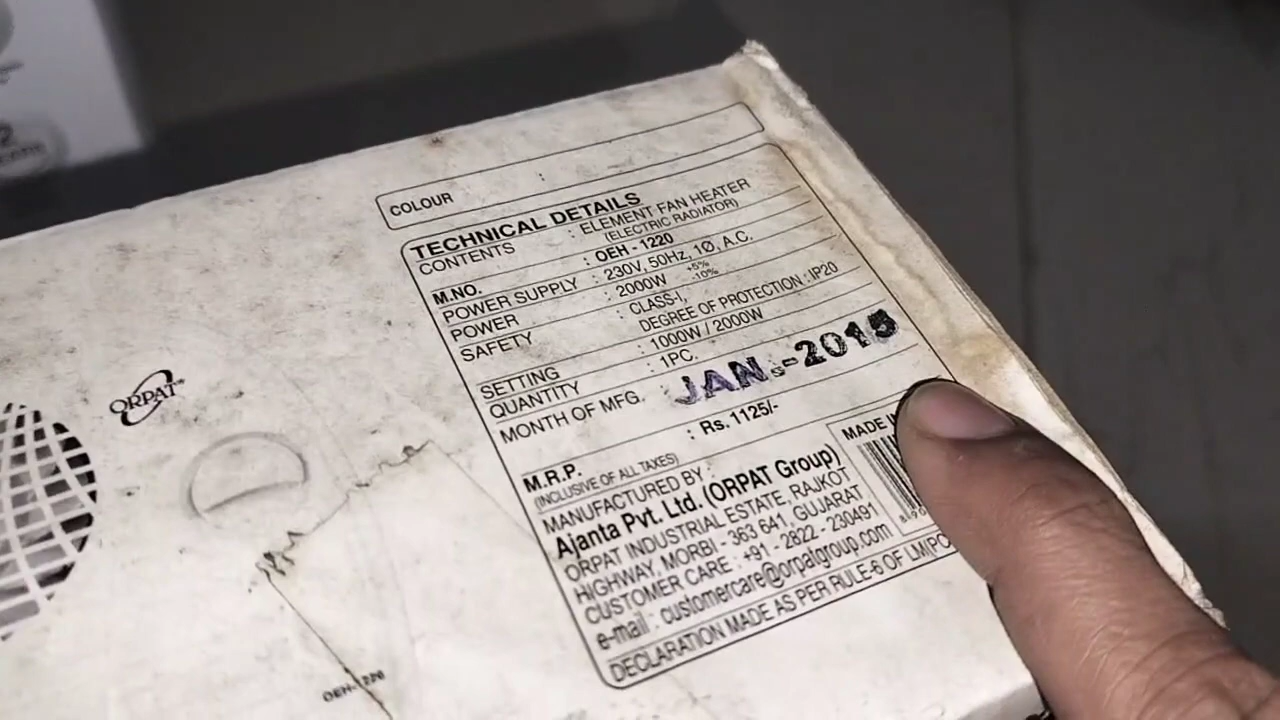 COLOUR :
TECHNICAL DETAILS
CONTENTS : ELEMENT FAN HEATER
(ELECTRIC RADIATOR)
M.NO. : OEH - 1220
POWER SUPPLY : 230V, 50Hz, 1Ø, A.C.
POWER : 2000W +5% -10%
SAFETY : CLASS-I,
DEGREE OF PROTECTION : IP20
SETTING : 1000W / 2000W
QUANTITY : 1PC.
MONTH OF MFG. : JAN.-2015
M.R.P. : Rs. 1125/-
(INCLUSIVE OF ALL TAXES)
MANUFACTURED BY :
Ajanta Pvt. Ltd. (ORPAT Group)
ORPAT INDUSTRIAL ESTATE, RAJKOT
HIGHWAY, MORBI - 363 641, GUJARAT
CUSTOMER CARE : +91 - 2822 - 230491
e-mail : customercare@orpatgroup.com
DECLARATION MADE AS PER RULE-6 OF LM(PC
MADE
ORPAT
OEH-1220